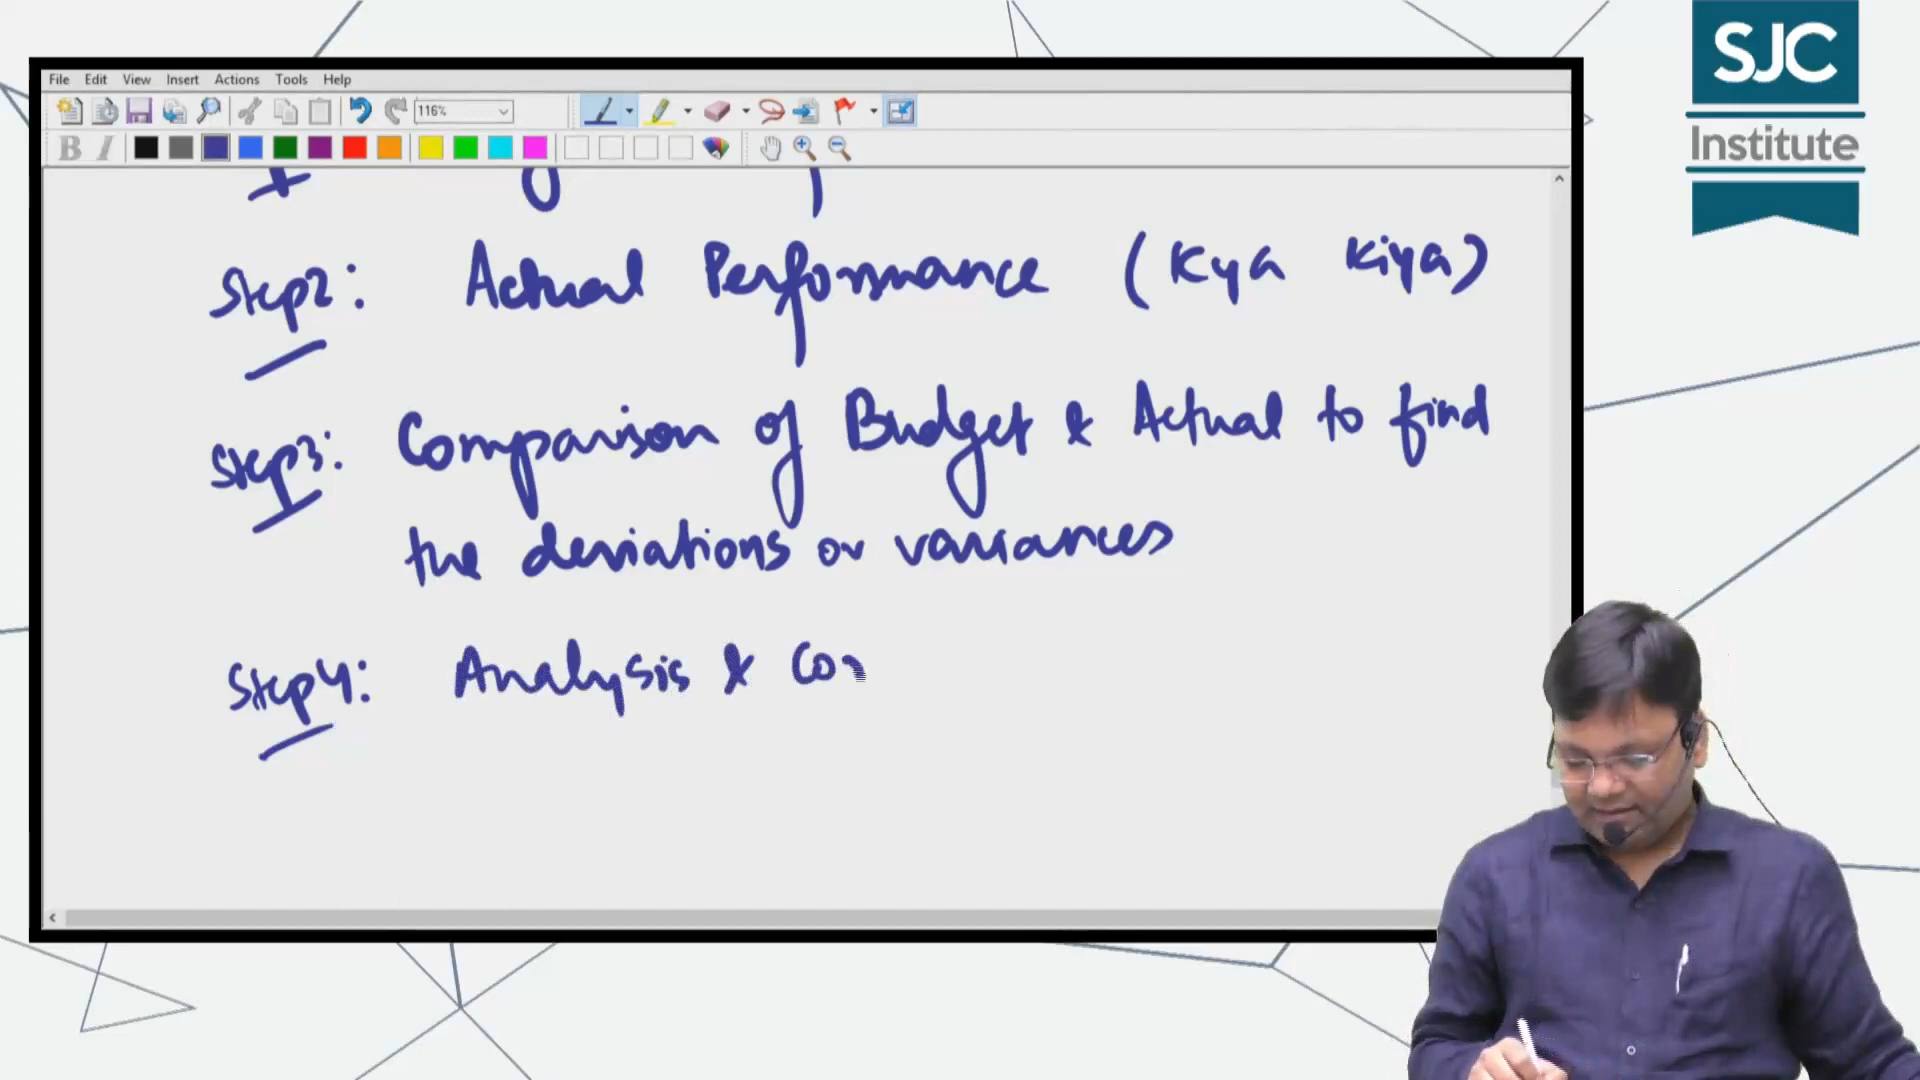 SJC
Institute
File Edit View Insert Actions Tools Help
116%
B I
Step2: Actual Performance (Kya Kiya)
Step3: Comparison of Budget & Actual to find
the deviations or variances
Step4: Analysis & Co